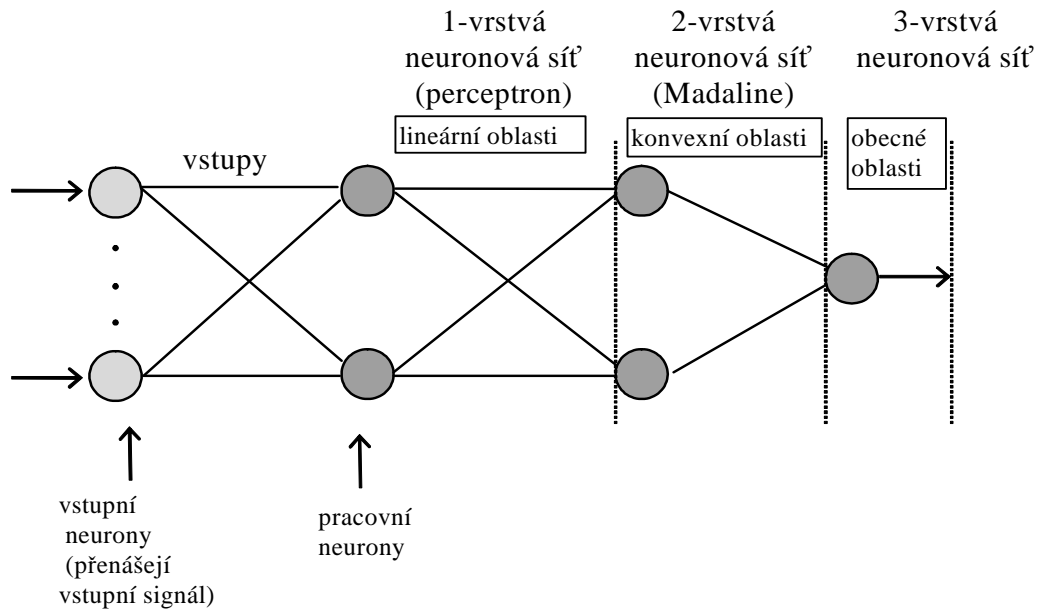 1-vrstvá
neuronová síť
(perceptron)
lineární oblasti
2-vrstvá
neuronová síť
(Madaline)
konvexní oblasti
3-vrstvá
neuronová síť
obecné
oblasti
vstupy
vstupní
neurony
(přenášejí
vstupní signál)
pracovní
neurony